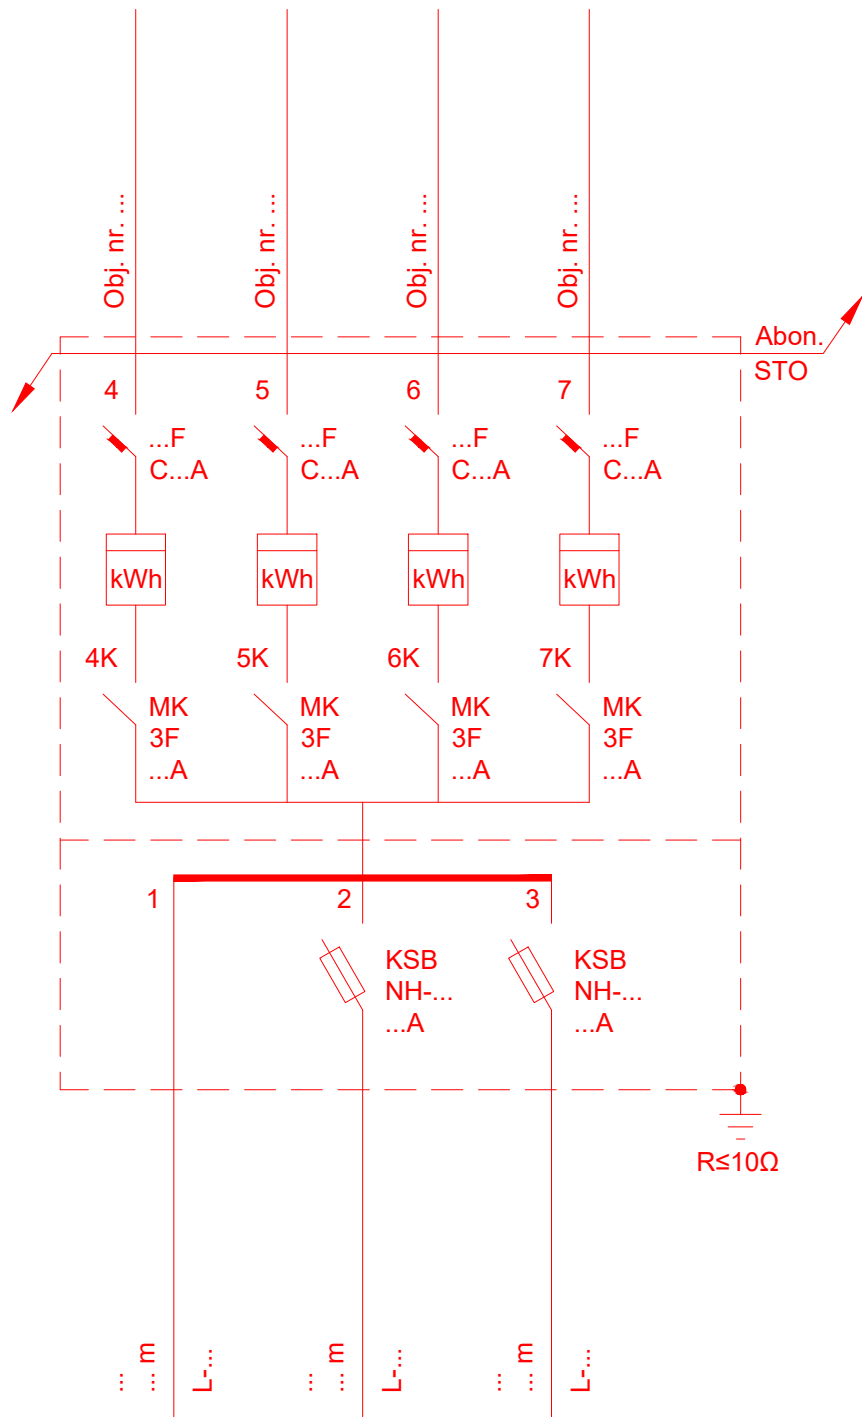 Obj. nr. ...
Obj. nr. ...
Obj. nr. ...
Obj. nr. ...
Abon.
STO
4
5
6
7
...F
C...A
...F
C...A
...F
C...A
...F
C...A
kWh
kWh
kWh
kWh
4K
5K
6K
7K
MK
3F
...A
MK
3F
...A
MK
3F
...A
MK
3F
...A
1
2
3
KSB
NH-...
...A
KSB
NH-...
...A
R≤10Ω
...
... m
L-...
...
... m
L-...
...
... m
L-...